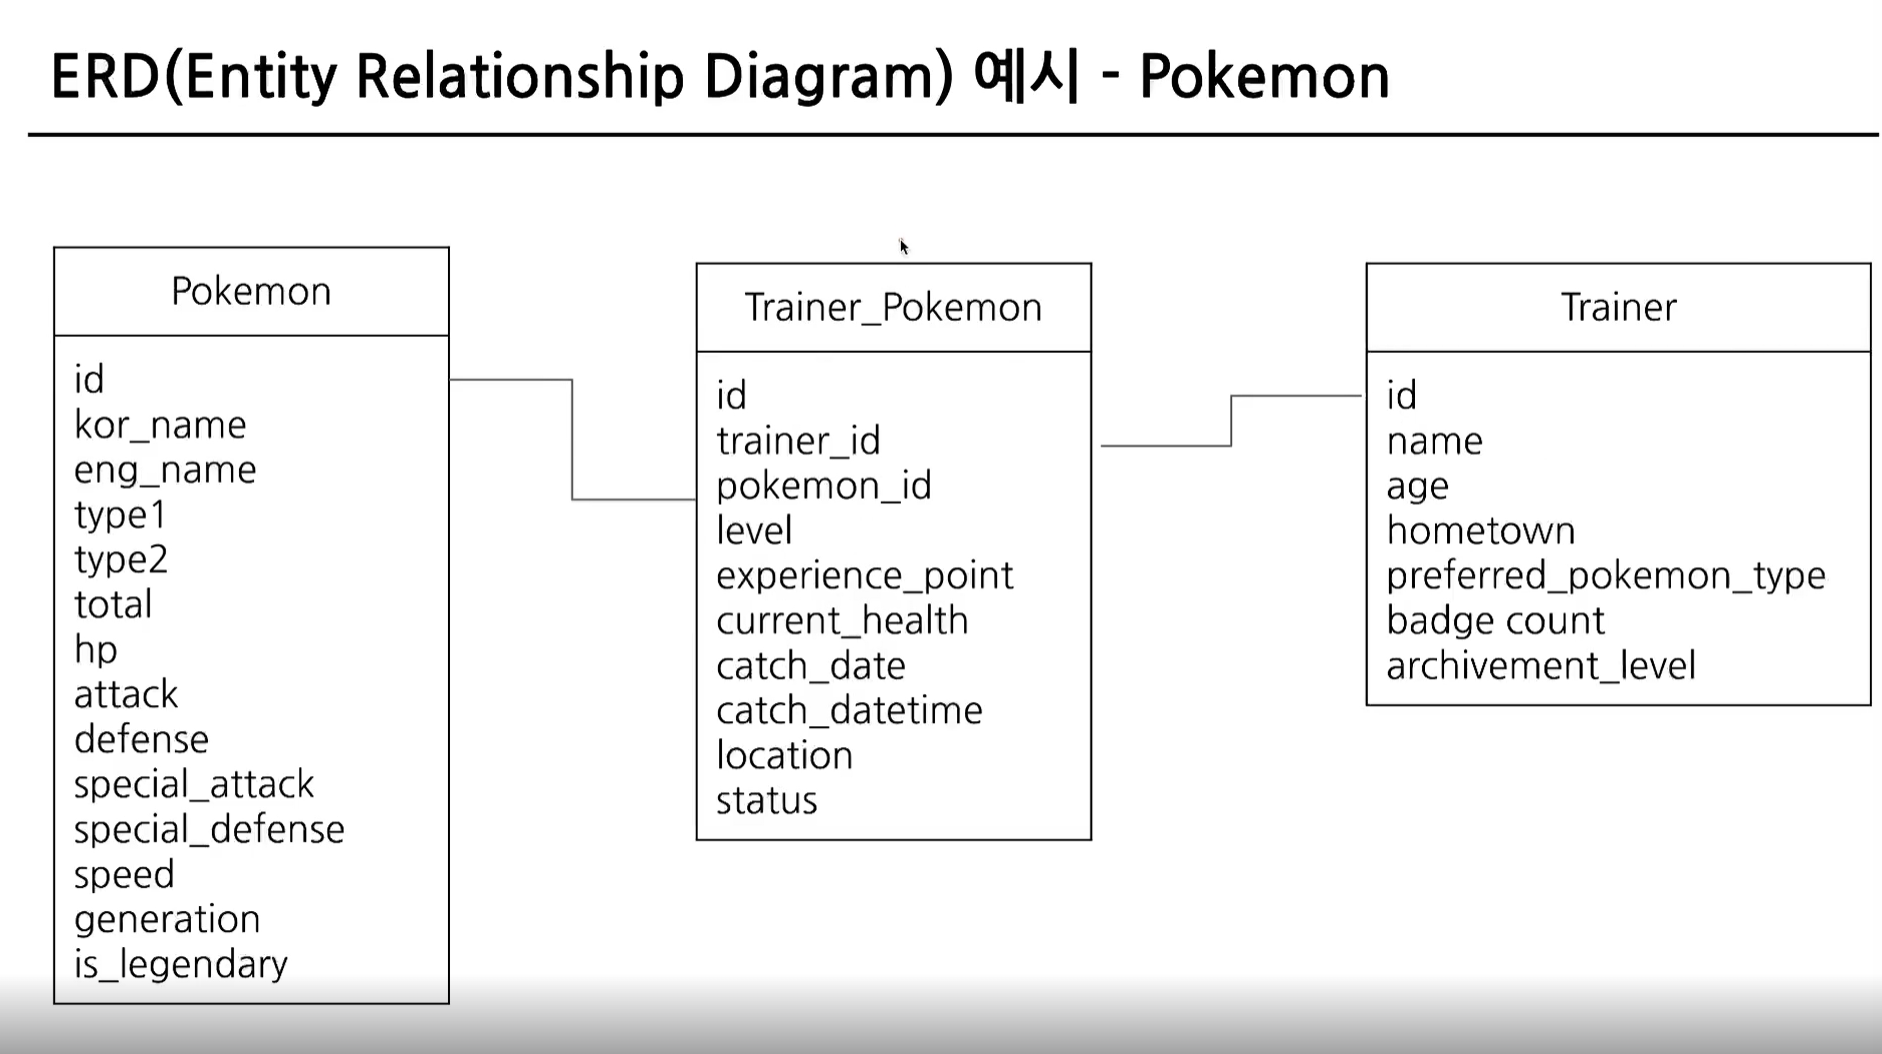 ERD(Entity Relationship Diagram) 예시 - Pokemon
Pokemon
id
kor_name
eng_name
type1
type2
total
hp
attack
defense
special_attack
special_defense
speed
generation
is_legendary
Trainer_Pokemon
id
trainer_id
pokemon_id
level
experience_point
current_health
catch_date
catch_datetime
location
status
Trainer
id
name
age
hometown
preferred_pokemon_type
badge count
archivement_level